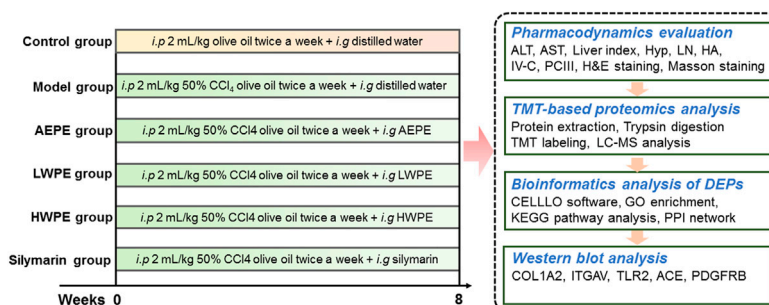 Control group
i.p 2 mL/kg olive oil twice a week + i.g distilled water
Model group
i.p 2 mL/kg 50% CCl₄ olive oil twice a week + i.g distilled water
AEPE group
i.p 2 mL/kg 50% CCl4 olive oil twice a week + i.g AEPE
LWPE group
i.p 2 mL/kg 50% CCl4 olive oil twice a week + i.g LWPE
HWPE group
i.p 2 mL/kg 50% CCl4 olive oil twice a week + i.g HWPE
Silymarin group
i.p 2 mL/kg 50% CCl4 olive oil twice a week + i.g silymarin
Weeks 0 8
Pharmacodynamics evaluation
ALT, AST, Liver index, Hyp, LN, HA,
IV-C, PCIII, H&E staining, Masson staining
TMT-based proteomics analysis
Protein extraction, Trypsin digestion
TMT labeling, LC-MS analysis
Bioinformatics analysis of DEPs
CELLLO software, GO enrichment,
KEGG pathway analysis, PPI network
Western blot analysis
COL1A2, ITGAV, TLR2, ACE, PDGFRB